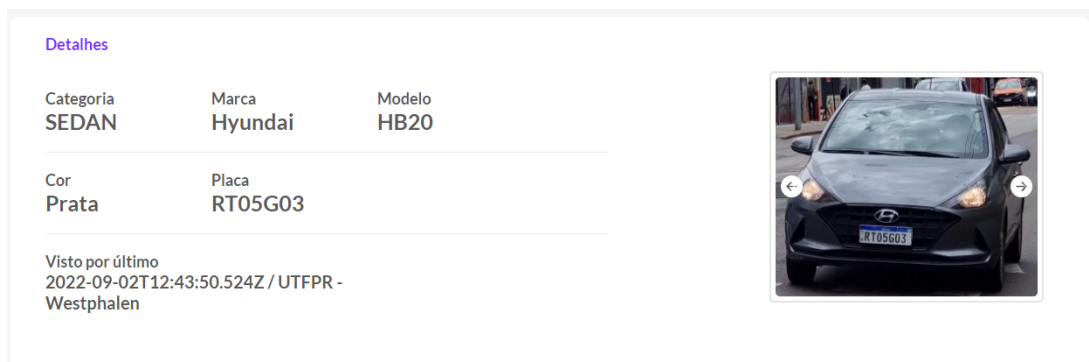 Detalhes
Categoria Marca Modelo
SEDAN Hyundai HB20
Cor Placa
Prata RT05G03
Visto por último
2022-09-02T12:43:50.524Z / UTFPR -
Westphalen
RT05G03